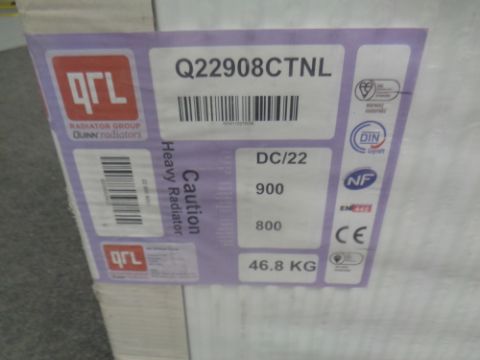 Q22908CTNL
qrl
RADIATOR GROUP
QUINN radiators
Caution
Heavy Radiator
DC/22
900
800
46.8 KG
DIN
NF
CE
qrl